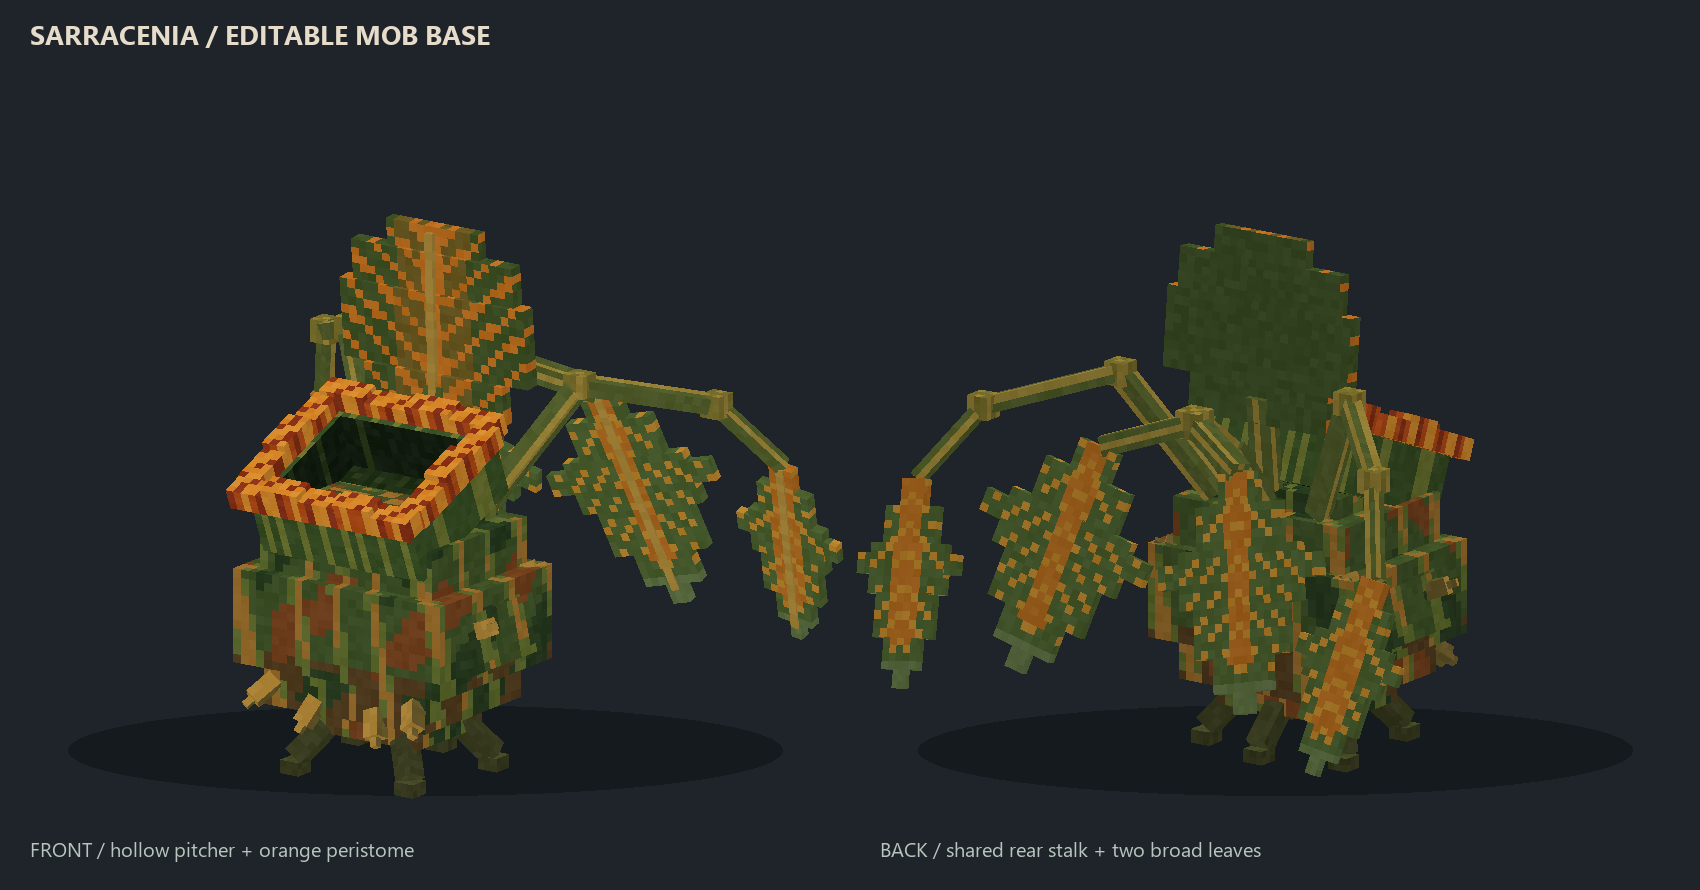 SARRACENIA / EDITABLE MOB BASE
FRONT / hollow pitcher + orange peristome
BACK / shared rear stalk + two broad leaves